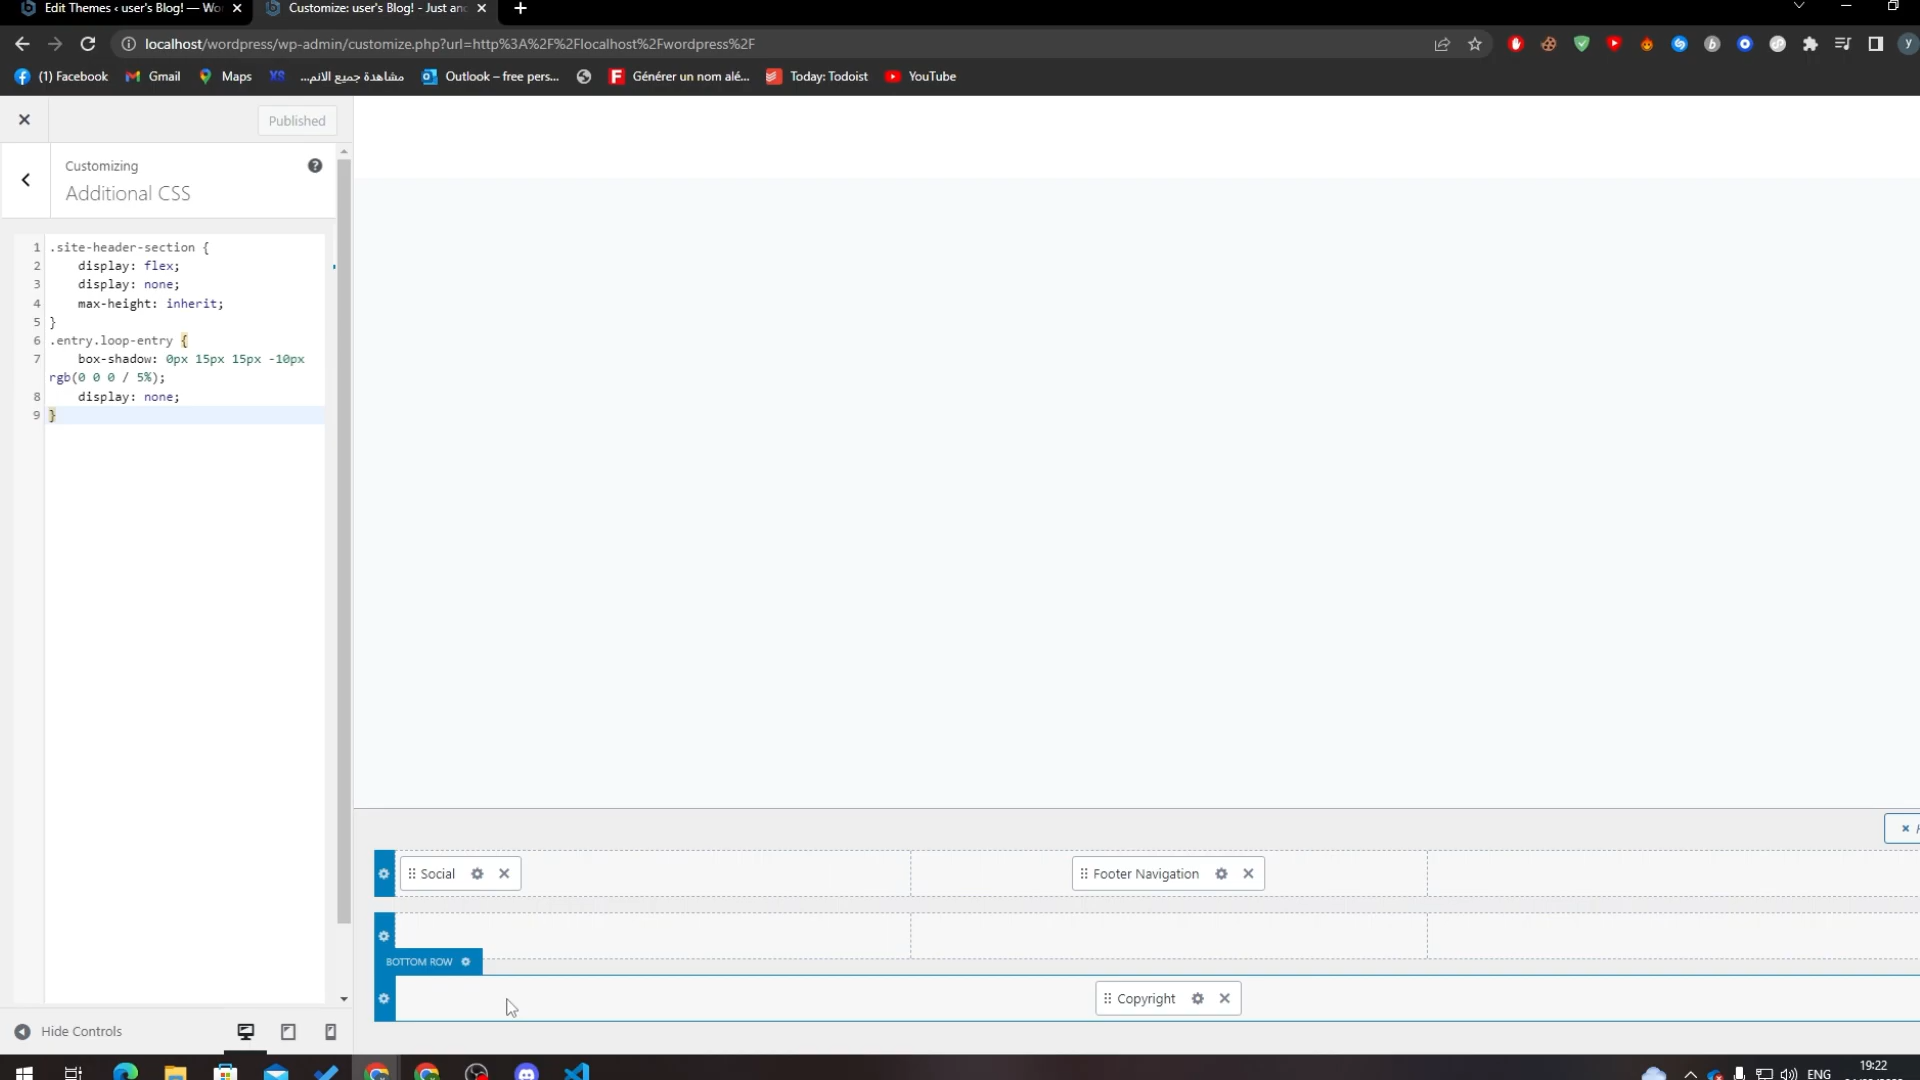 Edit Themes ‹ user's Blog! — Wo
Customize: user's Blog! - Just an
localhost/wordpress/wp-admin/customize.php?url=http%3A%2F%2Flocalhost%2Fwordpress%2F
(1) Facebook
Gmail
Maps
XS
مشاهدة جميع الانم...
Outlook – free pers...
Générer un nom alé...
Today: Todoist
YouTube
Published
Customizing
Additional CSS
1 .site-header-section {
2 display: flex;
3 display: none;
4 max-height: inherit;
5 }
6 .entry.loop-entry {
7 box-shadow: 0px 15px 15px -10px
rgb(0 0 0 / 5%);
8 display: none;
9 }
Social
Footer Navigation
BOTTOM ROW
Copyright
Hide Controls
ENG
19:22